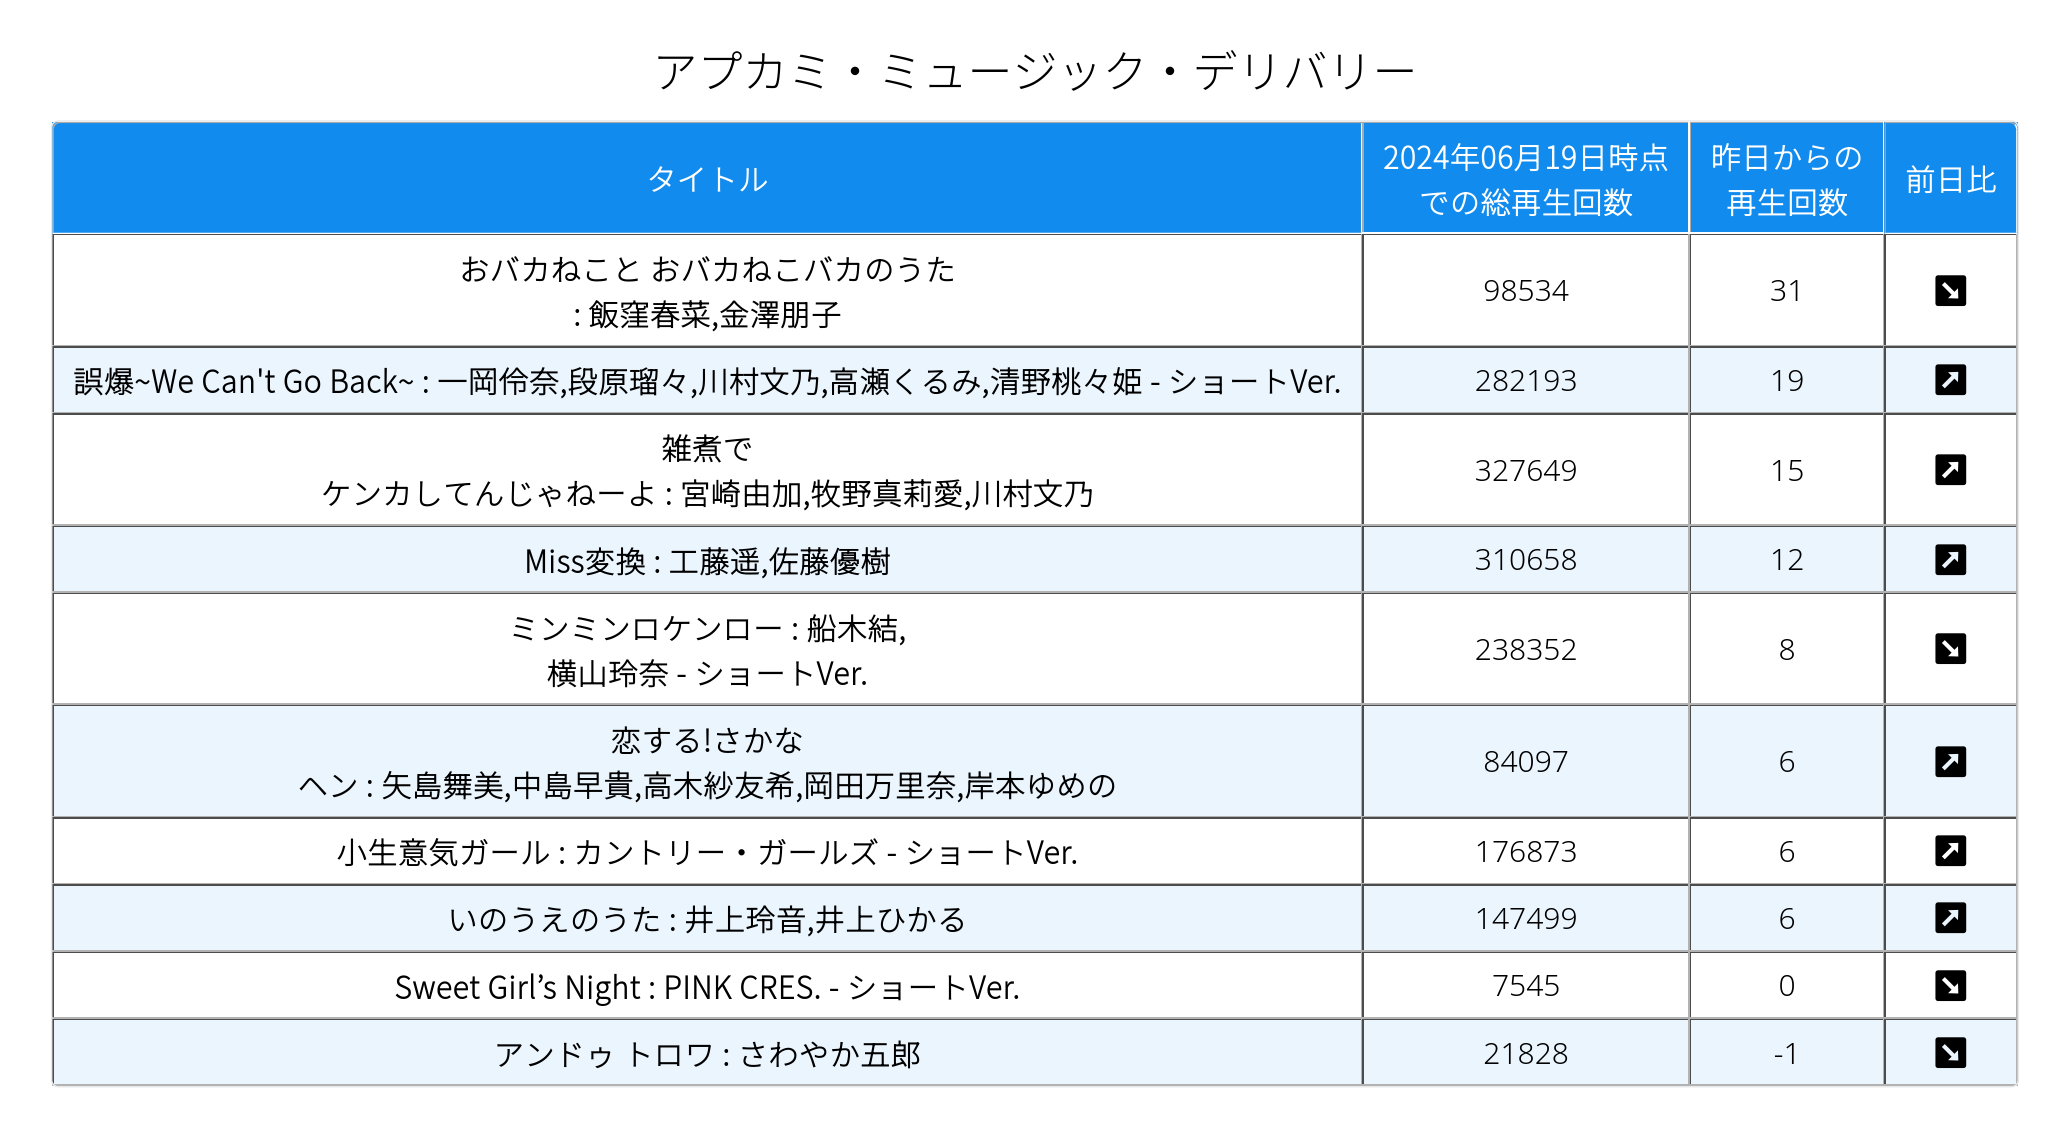 アプカミ・ミュージック・デリバリー
タイトル
2024年06月19日時点
での総再生回数
昨日からの
再生回数
前日比
おバカねこと おバカねこバカのうた
: 飯窪春菜,金澤朋子
98534
31
↘
誤爆~We Can't Go Back~ : 一岡伶奈,段原瑠々,川村文乃,高瀬くるみ,清野桃々姫 - ショートVer.
282193
19
↗
雑煮で
ケンカしてんじゃねーよ : 宮崎由加,牧野真莉愛,川村文乃
327649
15
↗
Miss変換 : 工藤遥,佐藤優樹
310658
12
↗
ミンミンロケンロー : 船木結,
横山玲奈 - ショートVer.
238352
8
↘
恋する!さかな
ヘン : 矢島舞美,中島早貴,高木紗友希,岡田万里奈,岸本ゆめの
84097
6
↗
小生意気ガール : カントリー・ガールズ - ショートVer.
176873
6
↗
いのうえのうた : 井上玲音,井上ひかる
147499
6
↗
Sweet Girl’s Night : PINK CRES. - ショートVer.
7545
0
↘
アンドゥ トロワ : さわやか五郎
21828
-1
↘